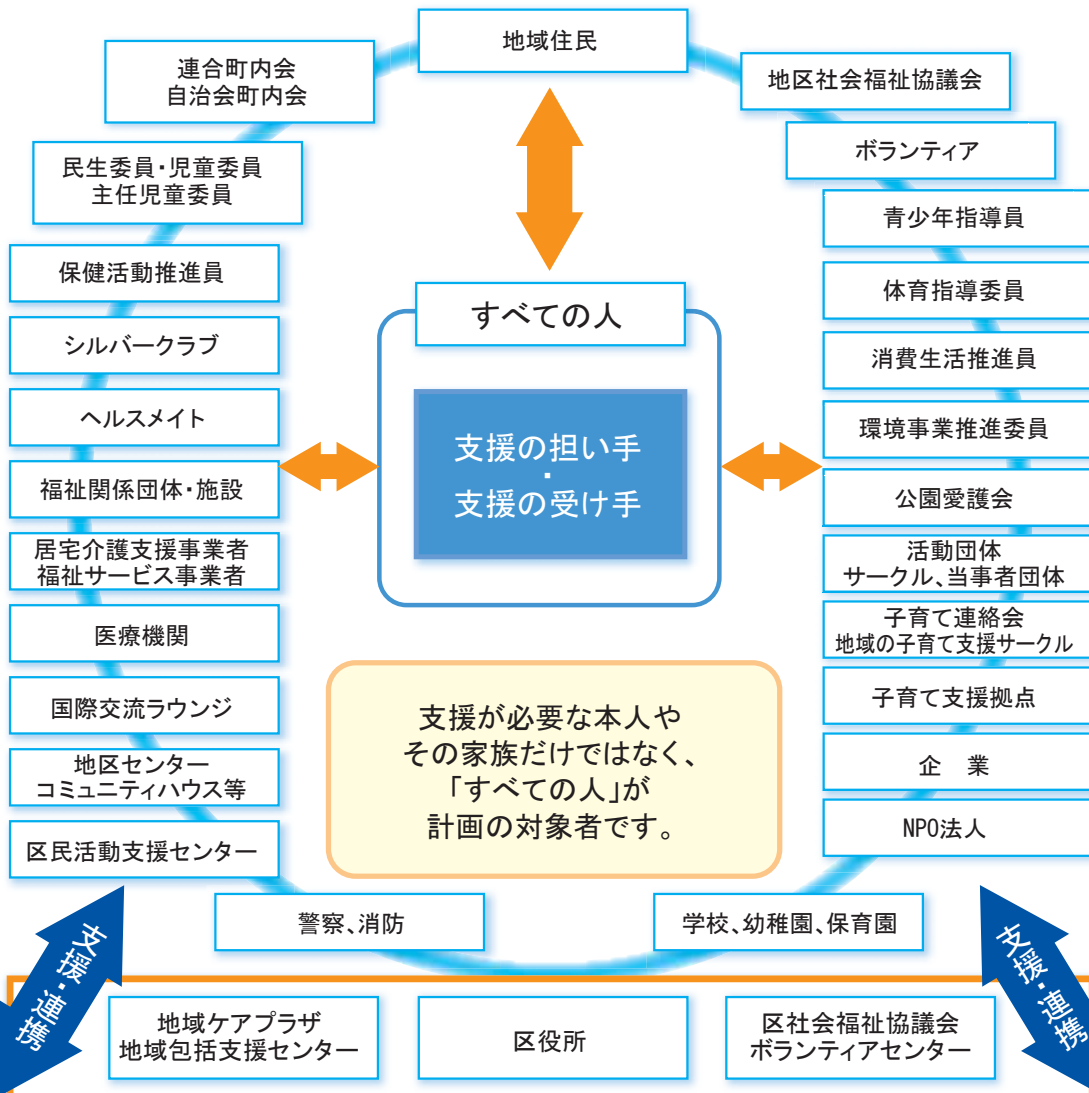 地域住民
連合町内会
自治会町内会
地区社会福祉協議会
民生委員・児童委員
主任児童委員
ボランティア
青少年指導員
保健活動推進員
体育指導委員
すべての人
シルバークラブ
消費生活推進員
ヘルスメイト
環境事業推進委員
支援の担い手
・
支援の受け手
福祉関係団体・施設
公園愛護会
居宅介護支援事業者
福祉サービス事業者
活動団体
サークル、当事者団体
医療機関
子育て連絡会
地域の子育て支援サークル
国際交流ラウンジ
子育て支援拠点
支援が必要な本人や
その家族だけではなく、
「すべての人」が
計画の対象者です。
地区センター
コミュニティハウス等
企　業
区民活動支援センター
NPO法人
警察、消防
学校、幼稚園、保育園
支援・連携
支援・連携
地域ケアプラザ
地域包括支援センター
区役所
区社会福祉協議会
ボランティアセンター